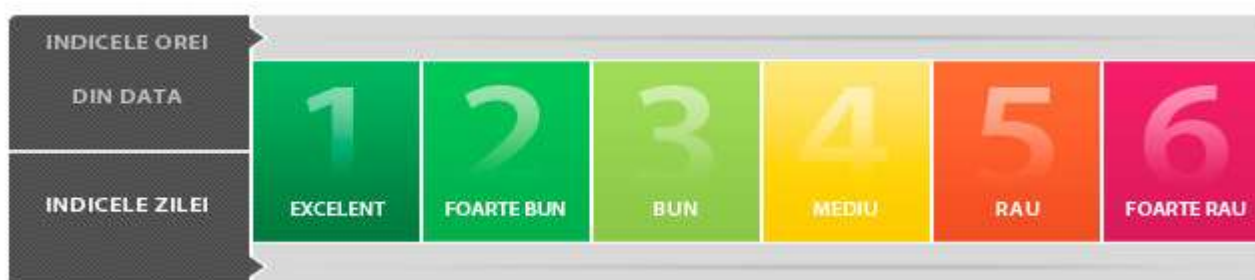 INDICELE OREI
DIN DATA
INDICELE ZILEI
1
EXCELENT
2
FOARTE BUN
3
BUN
4
MEDIU
5
RAU
6
FOARTE RAU